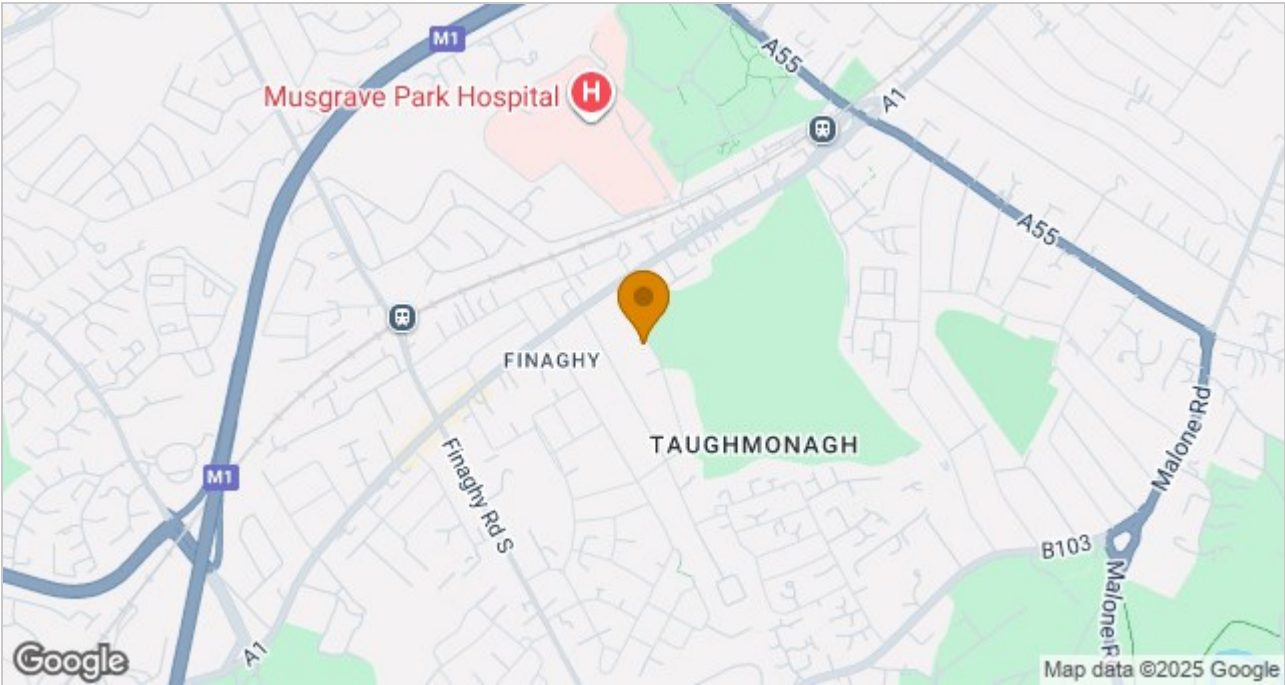 M1
A55
Musgrave Park Hospital
H
A1
A55
FINAGHY
TAUGHMONAGH
Malone Rd
Finaghy Rd S
M1
B103
Malone R
A1
Google
Map data ©2025 Google